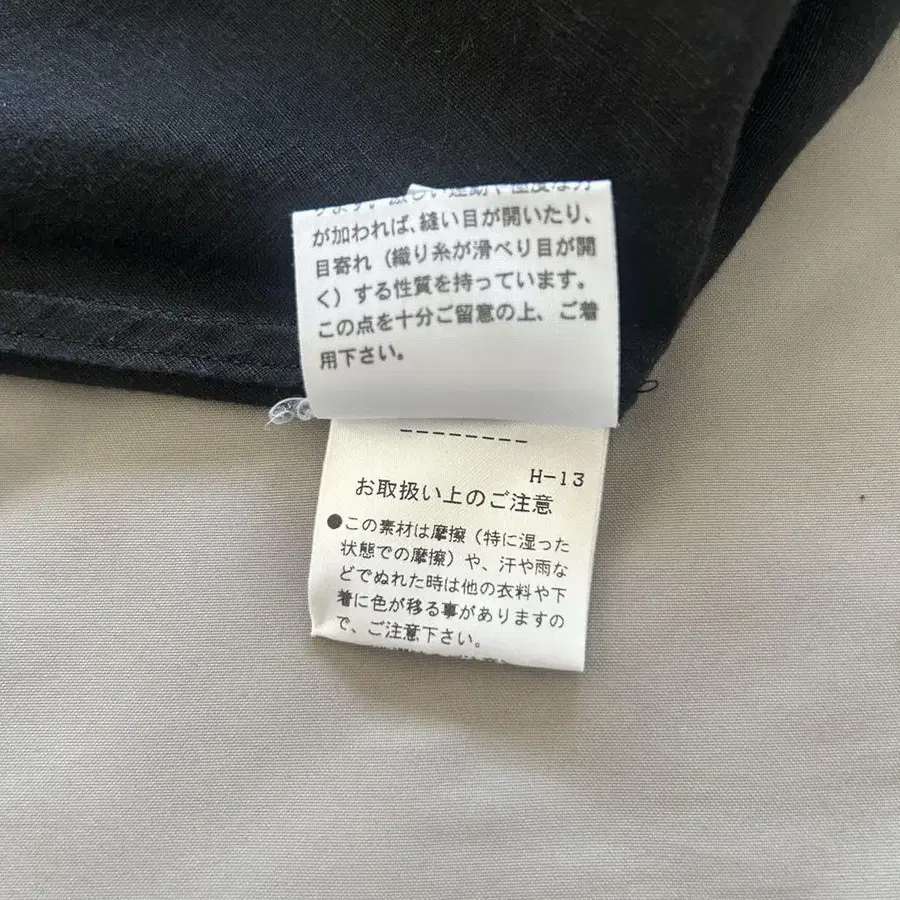 が加われば、縫い目が開いたり、
目寄れ（織り糸が滑べり目が開
く）する性質を持っています。
この点を十分ご留意の上、ご着
用下さい。
--------
H-13
お取扱い上のご注意
●この素材は摩擦（特に湿った
状態での摩擦）や、汗や雨な
どでぬれた時は他の衣料や下
着に色が移る事がありますの
で、ご注意下さい。